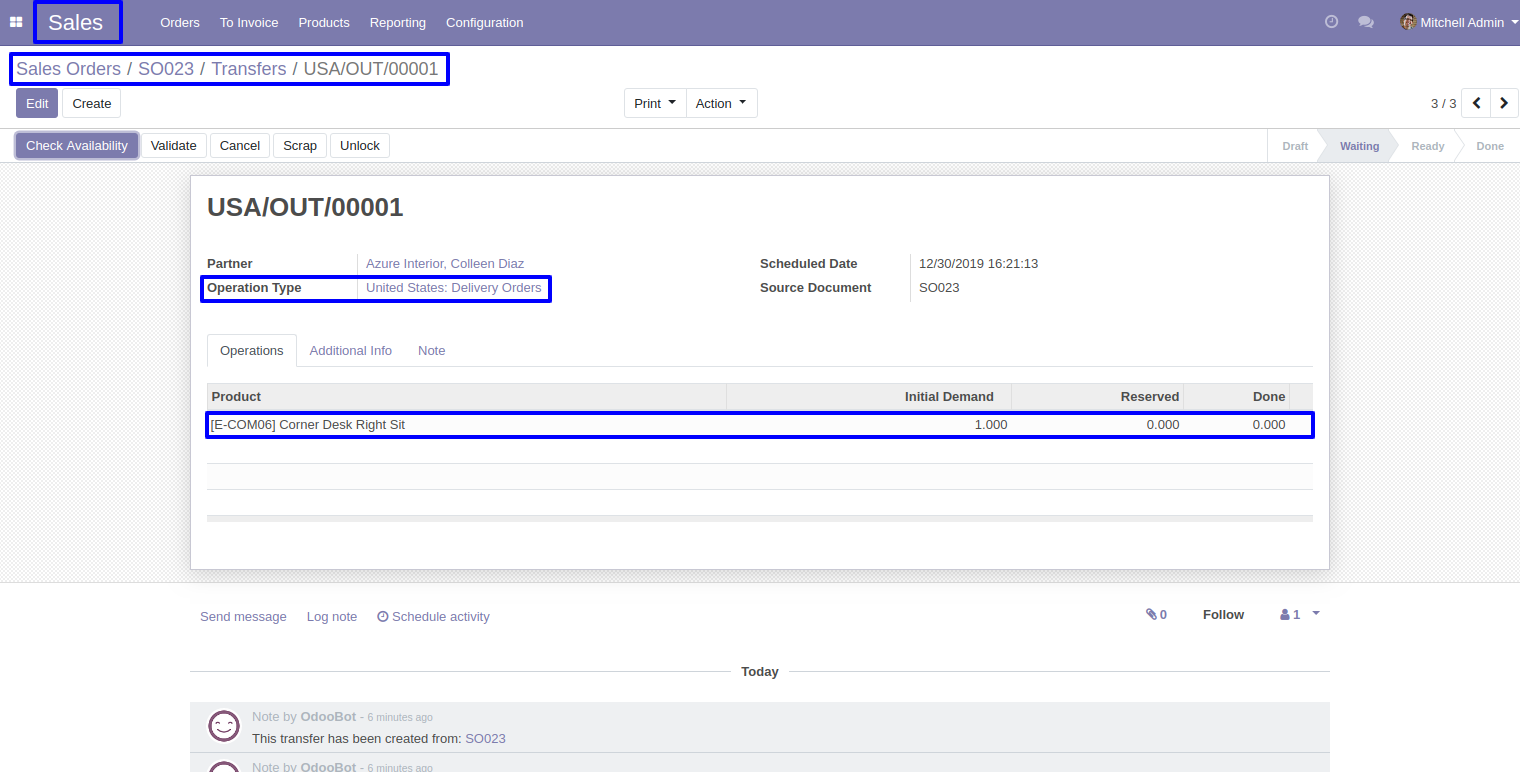 Sales Orders To Invoice Products Reporting Configuration Mitchell Admin
Sales Orders / SO023 / Transfers / USA/OUT/00001
Edit Create Print Action 3 / 3
Check Availability Validate Cancel Scrap Unlock Draft Waiting Ready Done
USA/OUT/00001
Partner Azure Interior, Colleen Diaz Scheduled Date 12/30/2019 16:21:13
Operation Type United States: Delivery Orders Source Document SO023
Operations Additional Info Note
Product Initial Demand Reserved Done
[E-COM06] Corner Desk Right Sit 1.000 0.000 0.000
Send message Log note Schedule activity 0 Follow 1
Today
Note by OdooBot - 6 minutes ago
This transfer has been created from: SO023
Note by OdooBot - 6 minutes ago